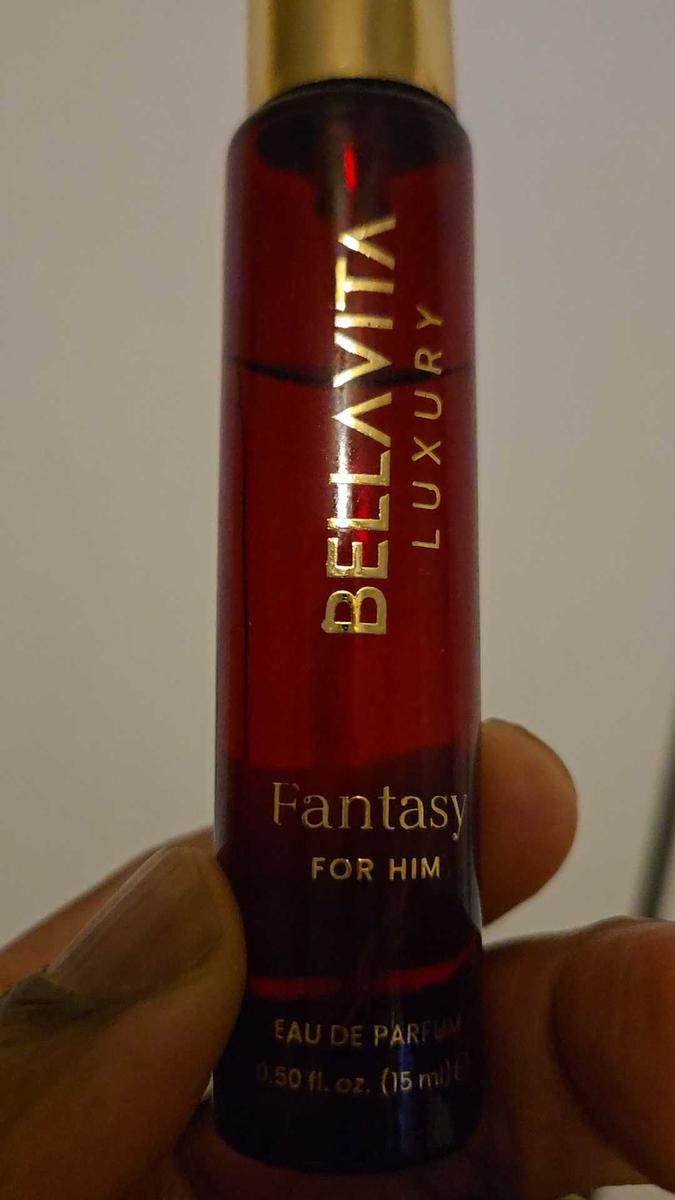 BELLAVITA
LUXURY
Fantasy
FOR HIM
EAU DE PARFUM
0.50 fl. oz. (15 ml) e